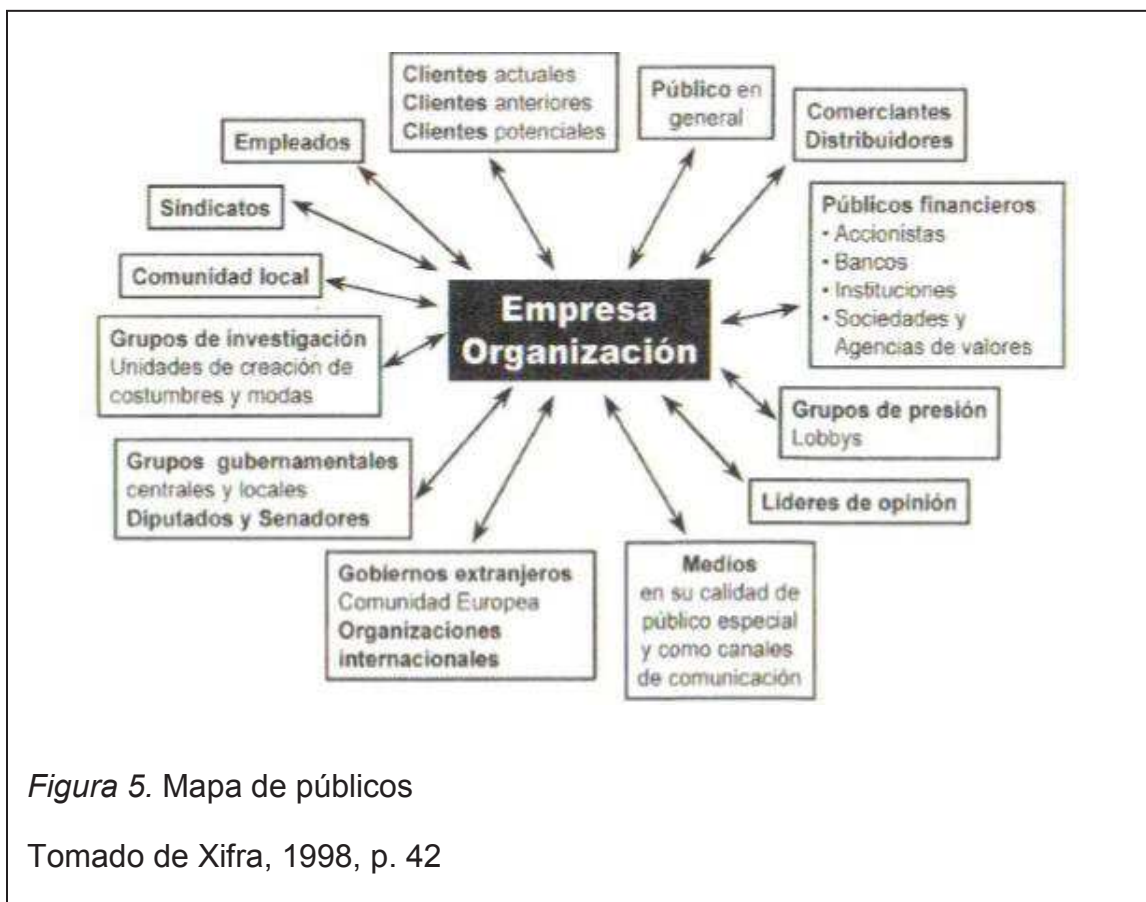 Clientes actuales
Clientes anteriores
Clientes potenciales
Público en
general
Comerciantes
Distribuidores
Empleados
Sindicatos
Comunidad local
Públicos financieros
• Accionistas
• Bancos
• Instituciones
• Sociedades y
Agencias de valores
Empresa
Organización
Grupos de investigación
Unidades de creación de
costumbres y modas
Grupos de presión
Lobbys
Grupos gubernamentales
centrales y locales
Diputados y Senadores
Líderes de opinión
Gobiernos extranjeros
Comunidad Europea
Organizaciones
internacionales
Medios
en su calidad de
público especial
y como canales
de comunicación
Figura 5. Mapa de públicos
Tomado de Xifra, 1998, p. 42